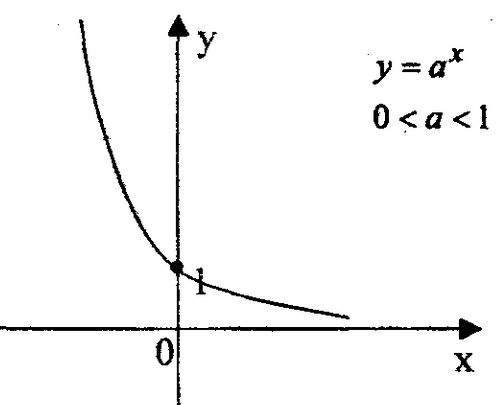 y
y = a^x
0 < a < 1
1
0
x